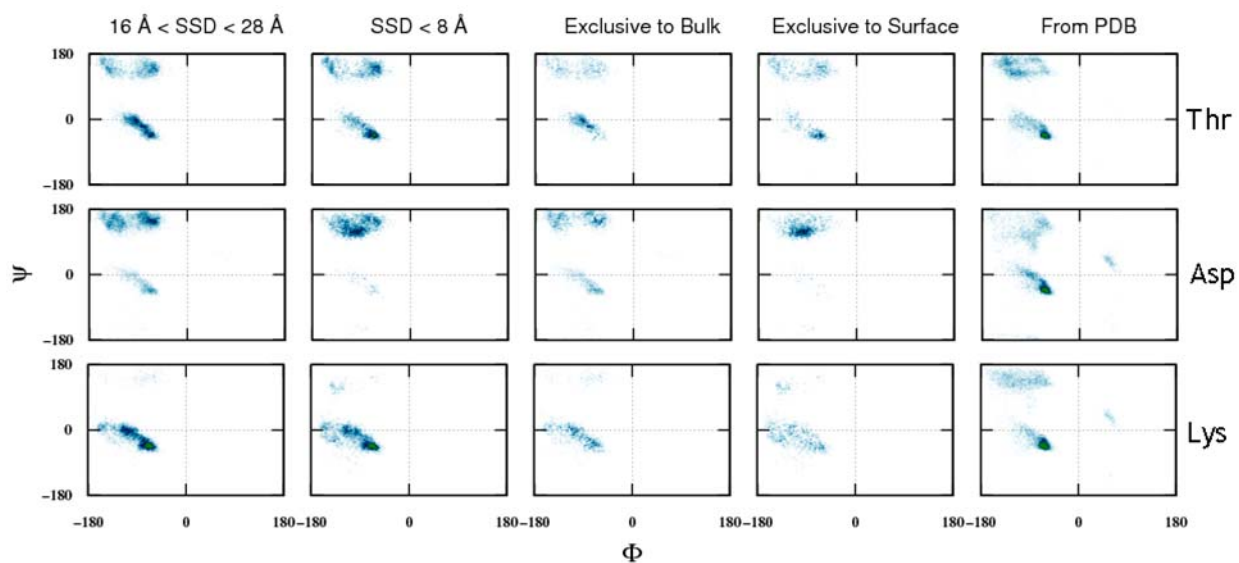 16 Å < SSD < 28 Å SSD < 8 Å Exclusive to Bulk Exclusive to Surface From PDB
180
0 Thr
−180
180
ψ 0 Asp
−180
180
0 Lys
−180
−180 0 180 −180 0 180 −180 0 180 −180 0 180 −180 0 180
Φ